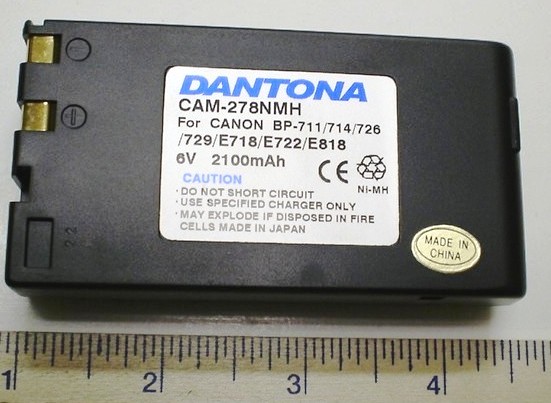 DANTONA
CAM-278NMH
For CANON BP-711/714/726
/729/E718/E722/E818
6V 2100mAh
CE
Ni-MH
CAUTION
· DO NOT SHORT CIRCUIT
· USE SPECIFIED CHARGER ONLY
· MAY EXPLODE IF DISPOSED IN FIRE
CELLS MADE IN JAPAN
MADE IN
CHINA
22
1 2 3 4